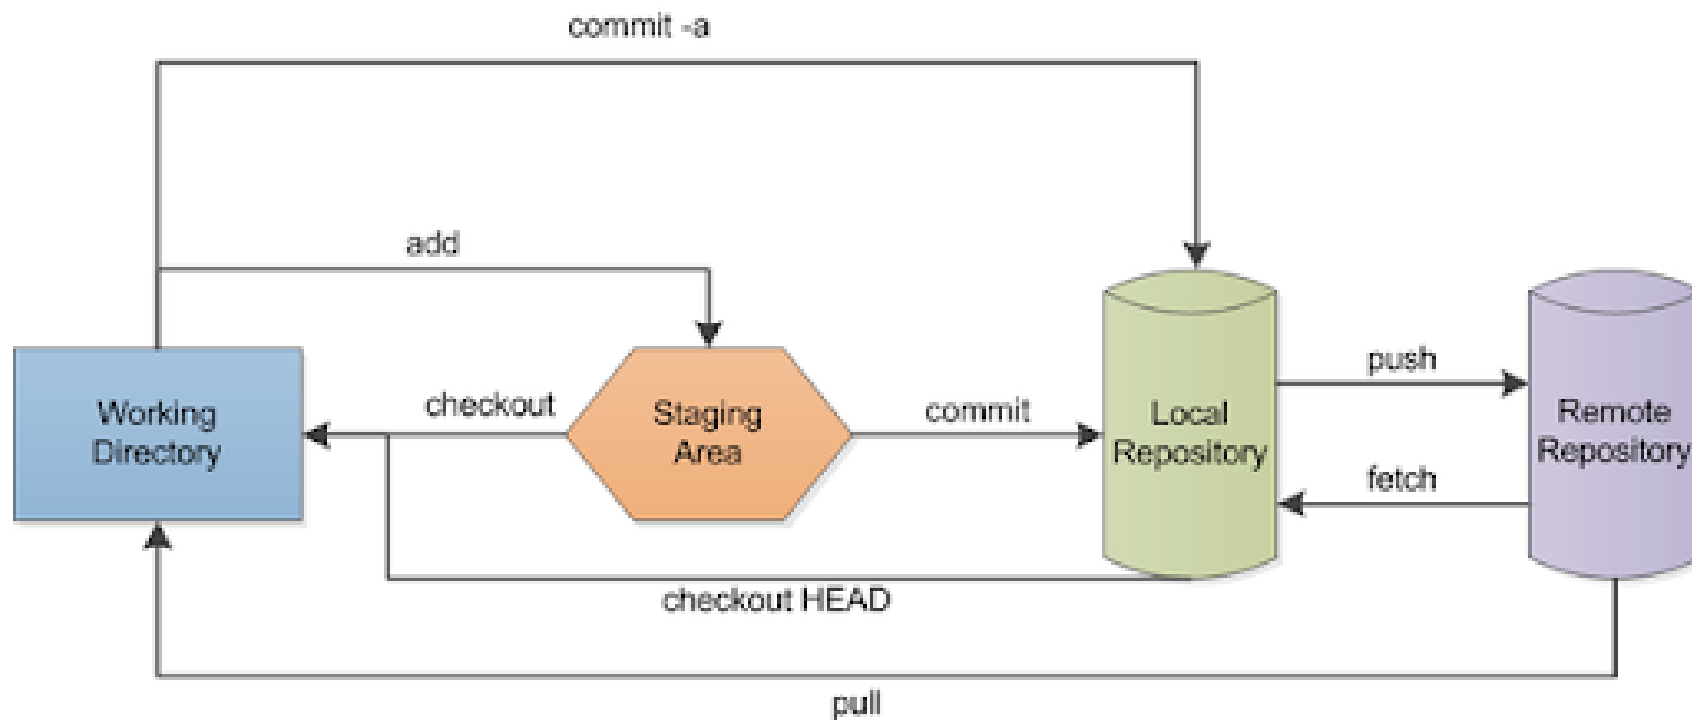 commit -a
add
checkout
commit
push
fetch
Working
Directory
Staging
Area
Local
Repository
Remote
Repository
checkout HEAD
pull